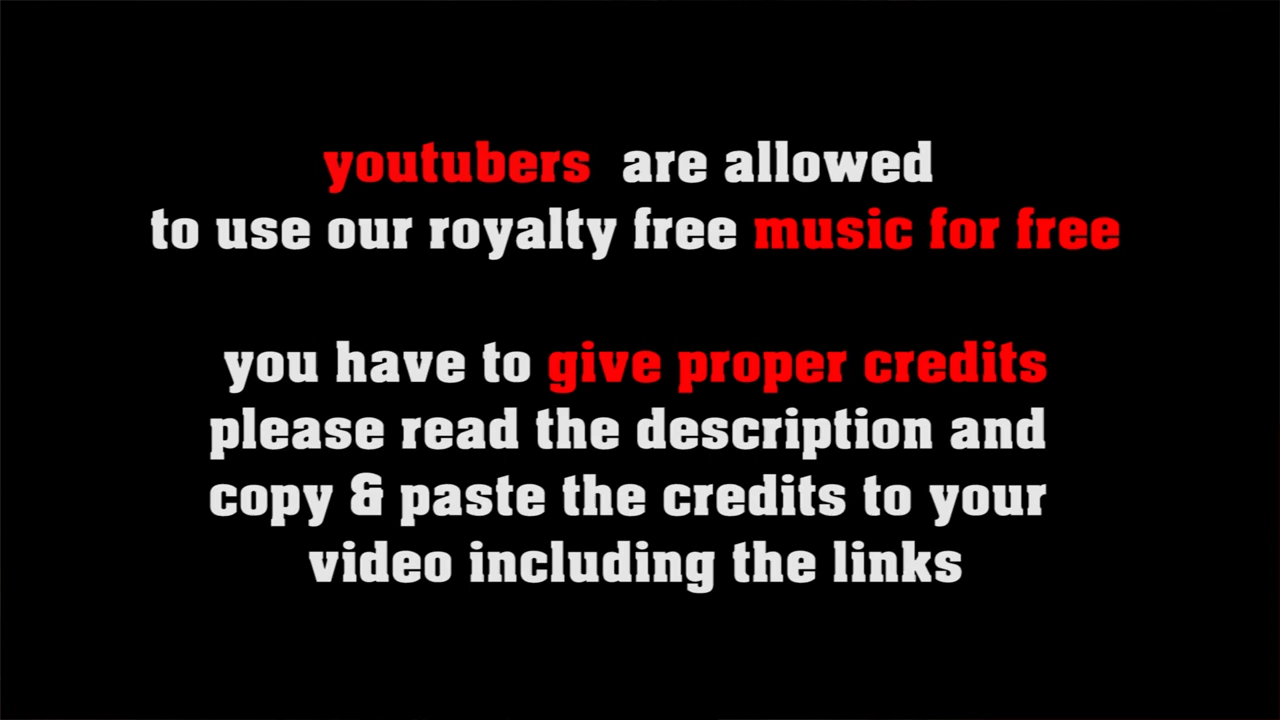 youtubers are allowed
to use our royalty free music for free
you have to give proper credits
please read the description and
copy & paste the credits to your
video including the links